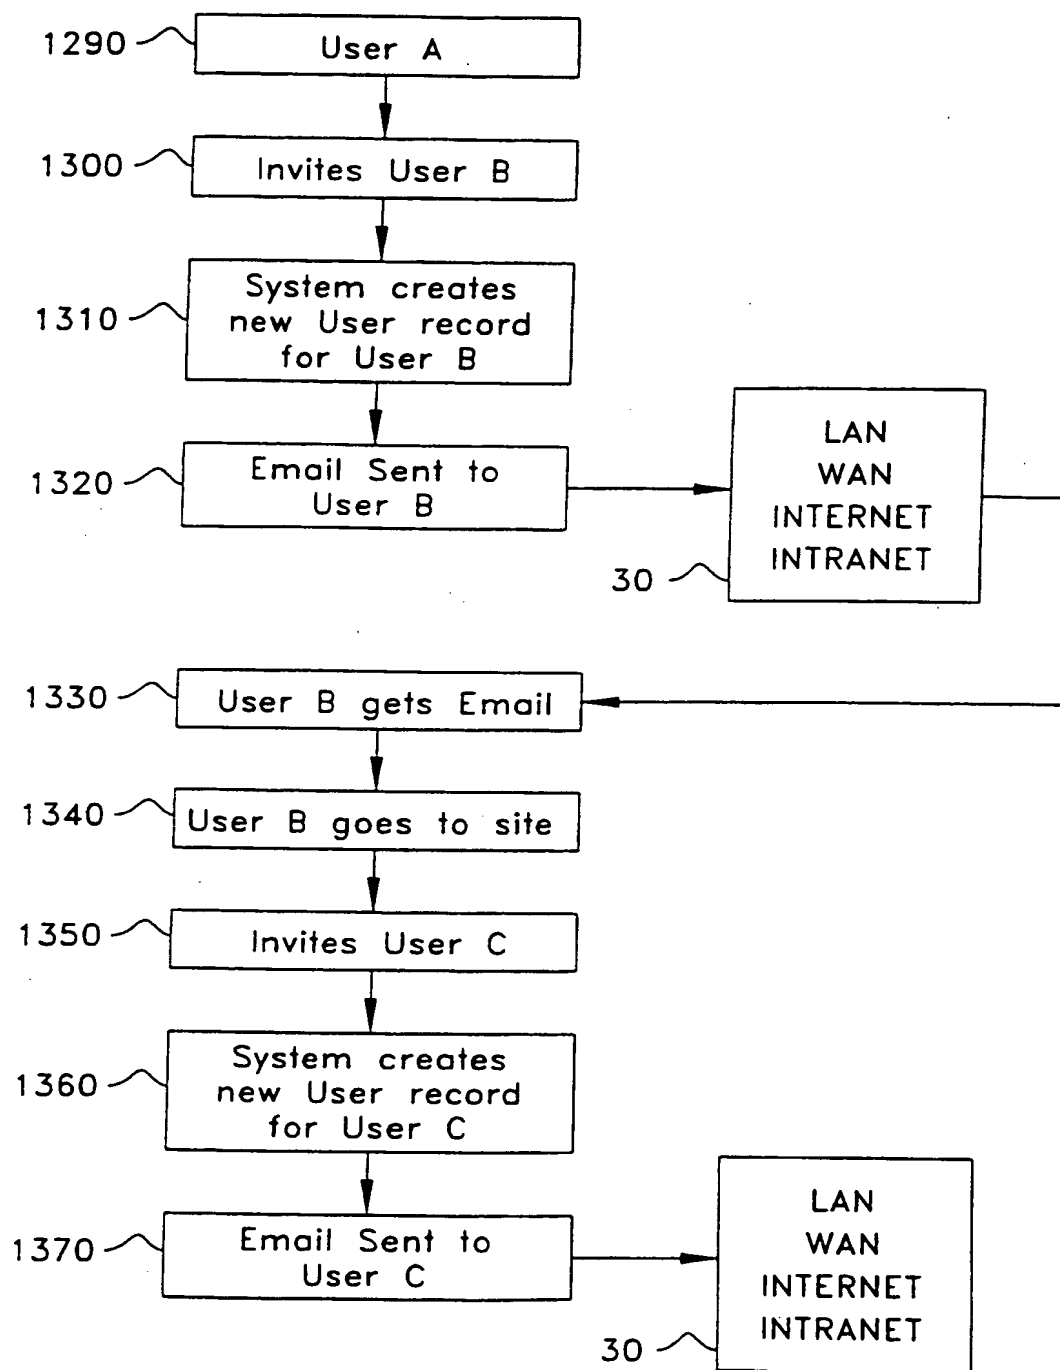 1290
User A
1300
Invites User B
1310
System creates
new User record
for User B
1320
Email Sent to
User B
LAN
WAN
INTERNET
INTRANET
30
1330
User B gets Email
1340
User B goes to site
1350
Invites User C
1360
System creates
new User record
for User C
1370
Email Sent to
User C
LAN
WAN
INTERNET
INTRANET
30